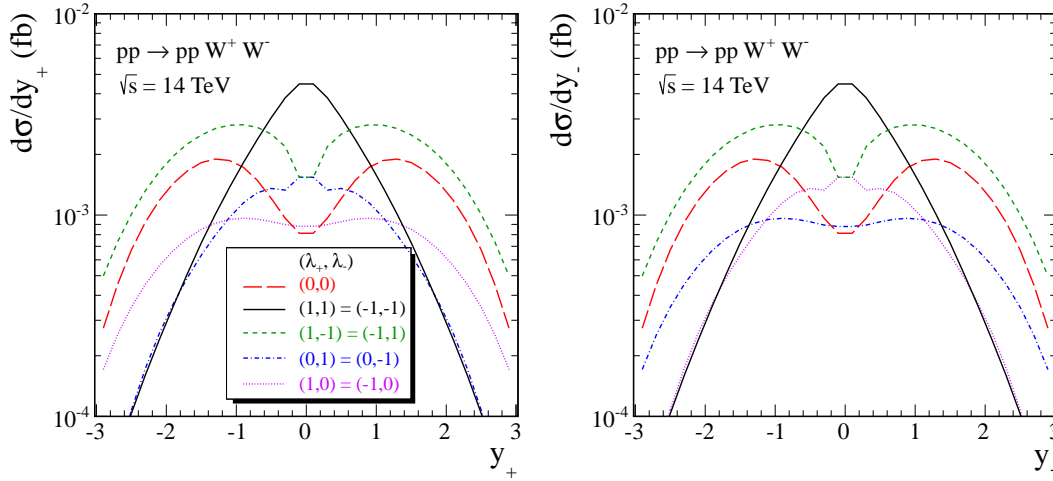 dσ/dy₊ (fb)
10⁻²
10⁻³
10⁻⁴
pp → pp W⁺ W⁻
√s = 14 TeV
(λ₊, λ₋)
(0,0)
(1,1) = (-1,-1)
(1,-1) = (-1,1)
(0,1) = (0,-1)
(1,0) = (-1,0)
-3 -2 -1 0 1 2 3
y₊
dσ/dy₋ (fb)
10⁻²
10⁻³
10⁻⁴
pp → pp W⁺ W⁻
√s = 14 TeV
-3 -2 -1 0 1 2 3
y₋